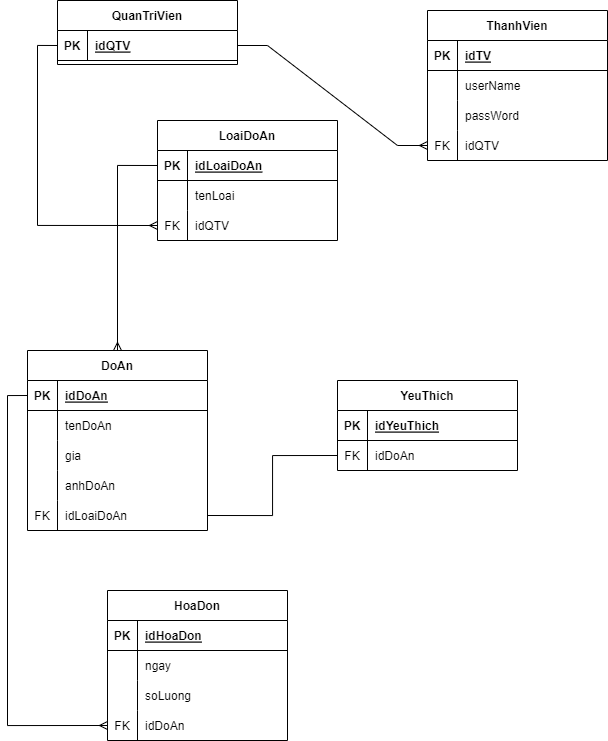 QuanTriVien
PK idQTV
ThanhVien
PK idTV
userName
passWord
FK idQTV
LoaiDoAn
PK idLoaiDoAn
tenLoai
FK idQTV
DoAn
PK idDoAn
tenDoAn
gia
anhDoAn
FK idLoaiDoAn
YeuThich
PK idYeuThich
FK idDoAn
HoaDon
PK idHoaDon
ngay
soLuong
FK idDoAn